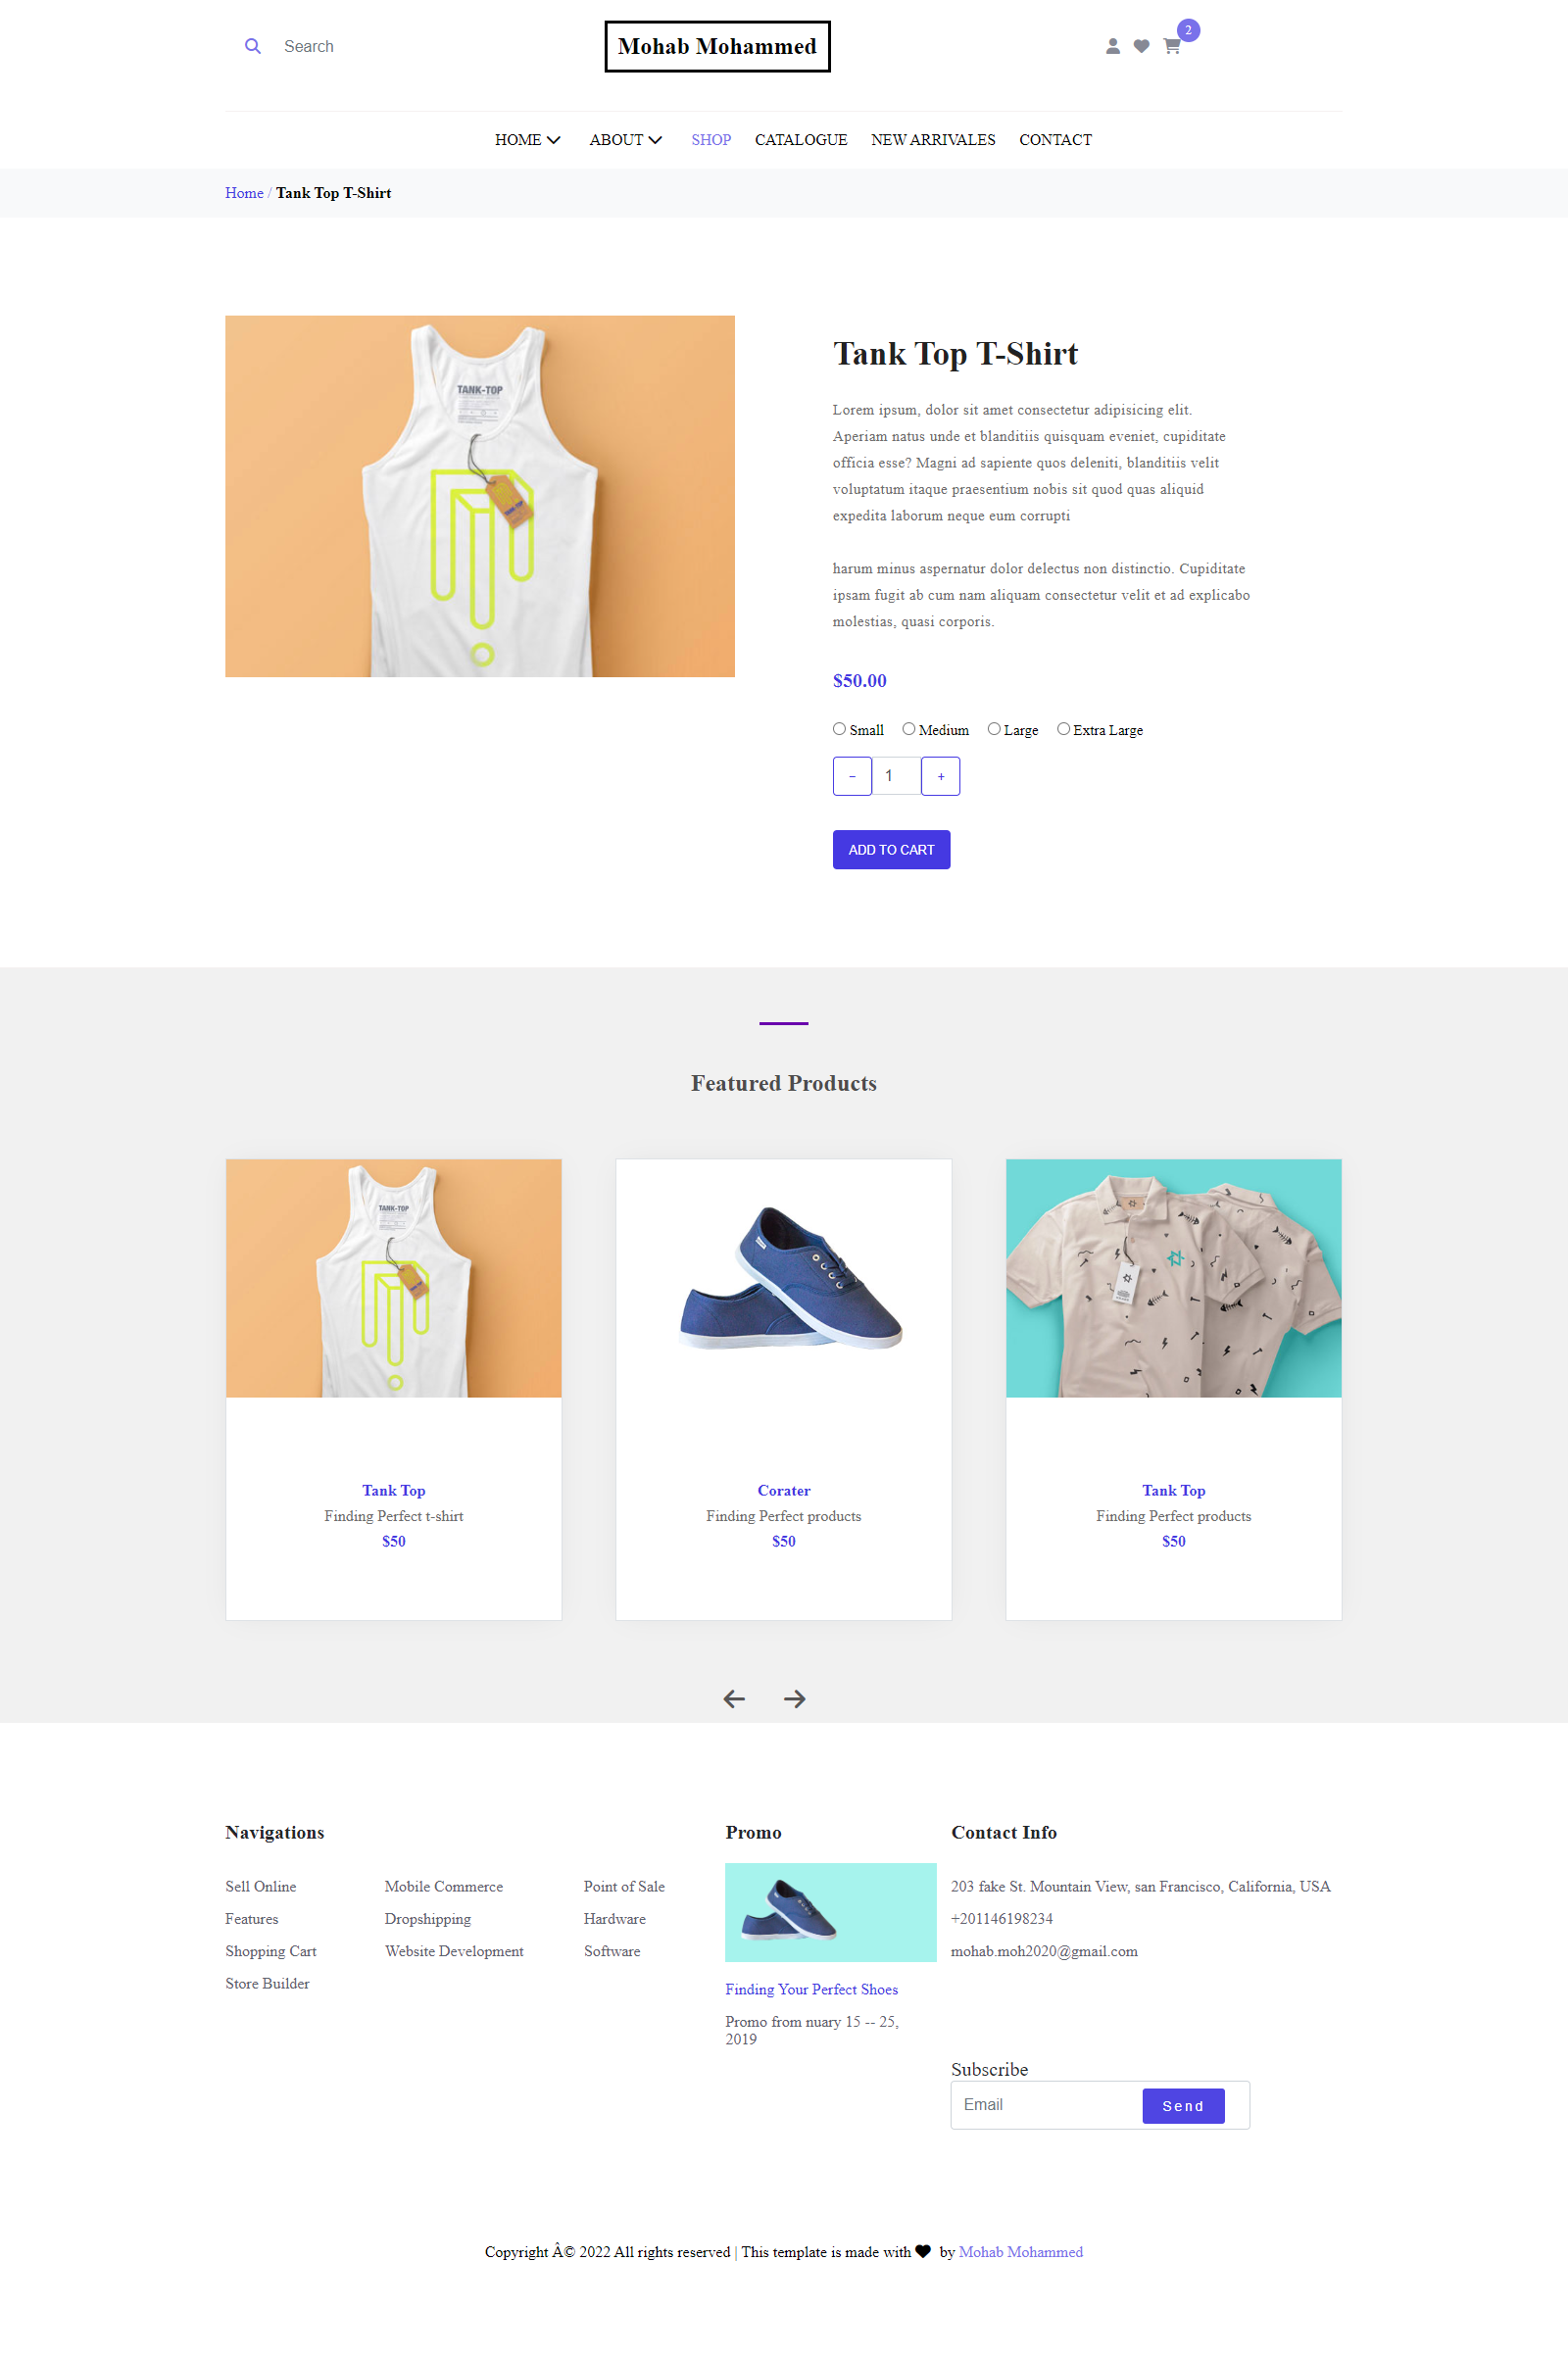 Search
Mohab Mohammed
2
HOME ABOUT SHOP CATALOGUE NEW ARRIVALES CONTACT
Home / Tank Top T-Shirt
TANK-TOP
TANK-TOP
Tank Top T-Shirt
Lorem ipsum, dolor sit amet consectetur adipisicing elit.
Aperiam natus unde et blanditiis quisquam eveniet, cupiditate
officia esse? Magni ad sapiente quos deleniti, blanditiis velit
voluptatum itaque praesentium nobis sit quod quas aliquid
expedita laborum neque eum corrupti
harum minus aspernatur dolor delectus non distinctio. Cupiditate
ipsam fugit ab cum nam aliquam consectetur velit et ad explicabo
molestias, quasi corporis.
$50.00
Small Medium Large Extra Large
− 1 +
ADD TO CART
Featured Products
TANK-TOP
Tank Top
Finding Perfect t-shirt
$50
Corater
Finding Perfect products
$50
Tank Top
Finding Perfect products
$50
Navigations
Sell Online
Features
Shopping Cart
Store Builder
Mobile Commerce
Dropshipping
Website Development
Point of Sale
Hardware
Software
Promo
Finding Your Perfect Shoes
Promo from nuary 15 -- 25,
2019
Contact Info
203 fake St. Mountain View, san Francisco, California, USA
+201146198234
mohab.moh2020@gmail.com
Subscribe
Email Send
Copyright Â© 2022 All rights reserved | This template is made with by Mohab Mohammed